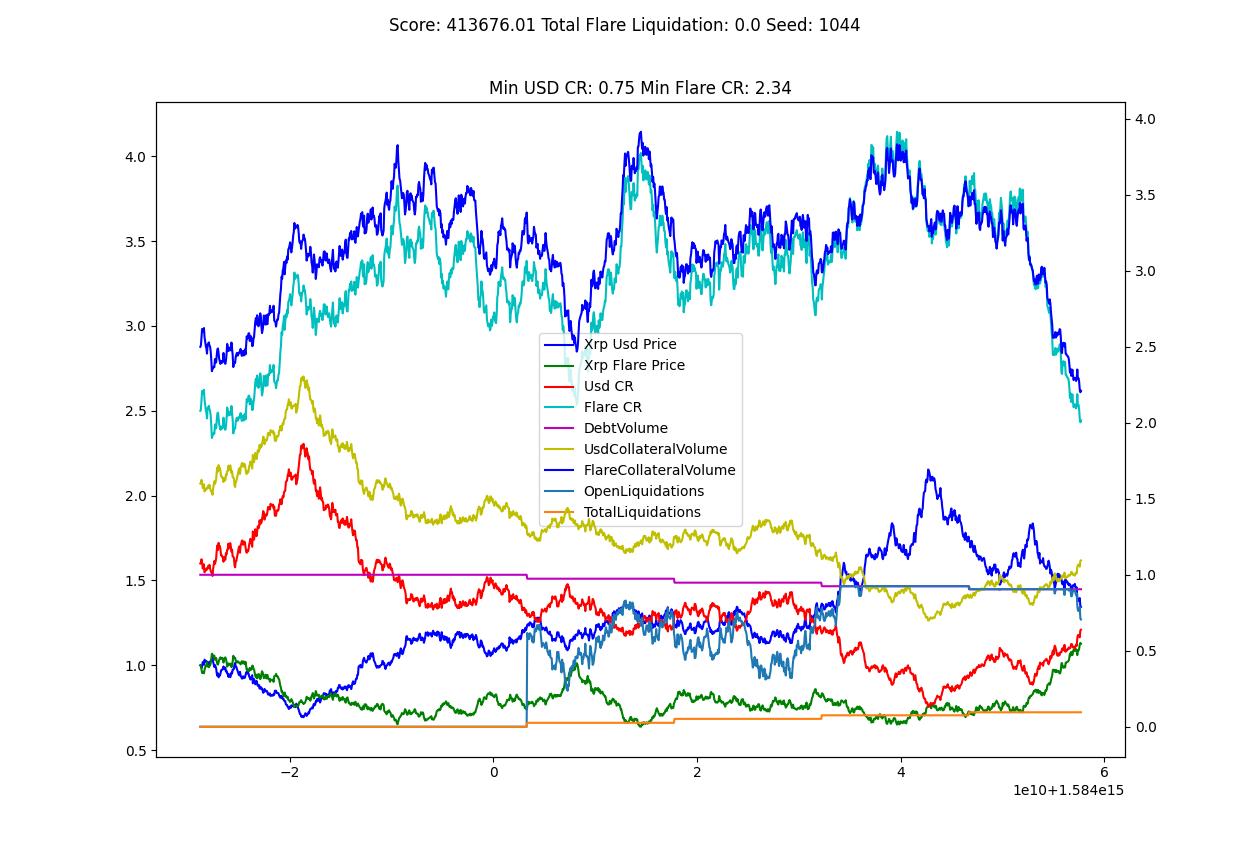 Score: 413676.01 Total Flare Liquidation: 0.0 Seed: 1044
Min USD CR: 0.75 Min Flare CR: 2.34
4.0
3.5
3.0
2.5
2.0
1.5
1.0
0.5
4.0
3.5
3.0
2.5
2.0
1.5
1.0
0.5
0.0
Xrp Usd Price
Xrp Flare Price
Usd CR
Flare CR
DebtVolume
UsdCollateralVolume
FlareCollateralVolume
OpenLiquidations
TotalLiquidations
−2 0 2 4 6
1e10+1.584e15